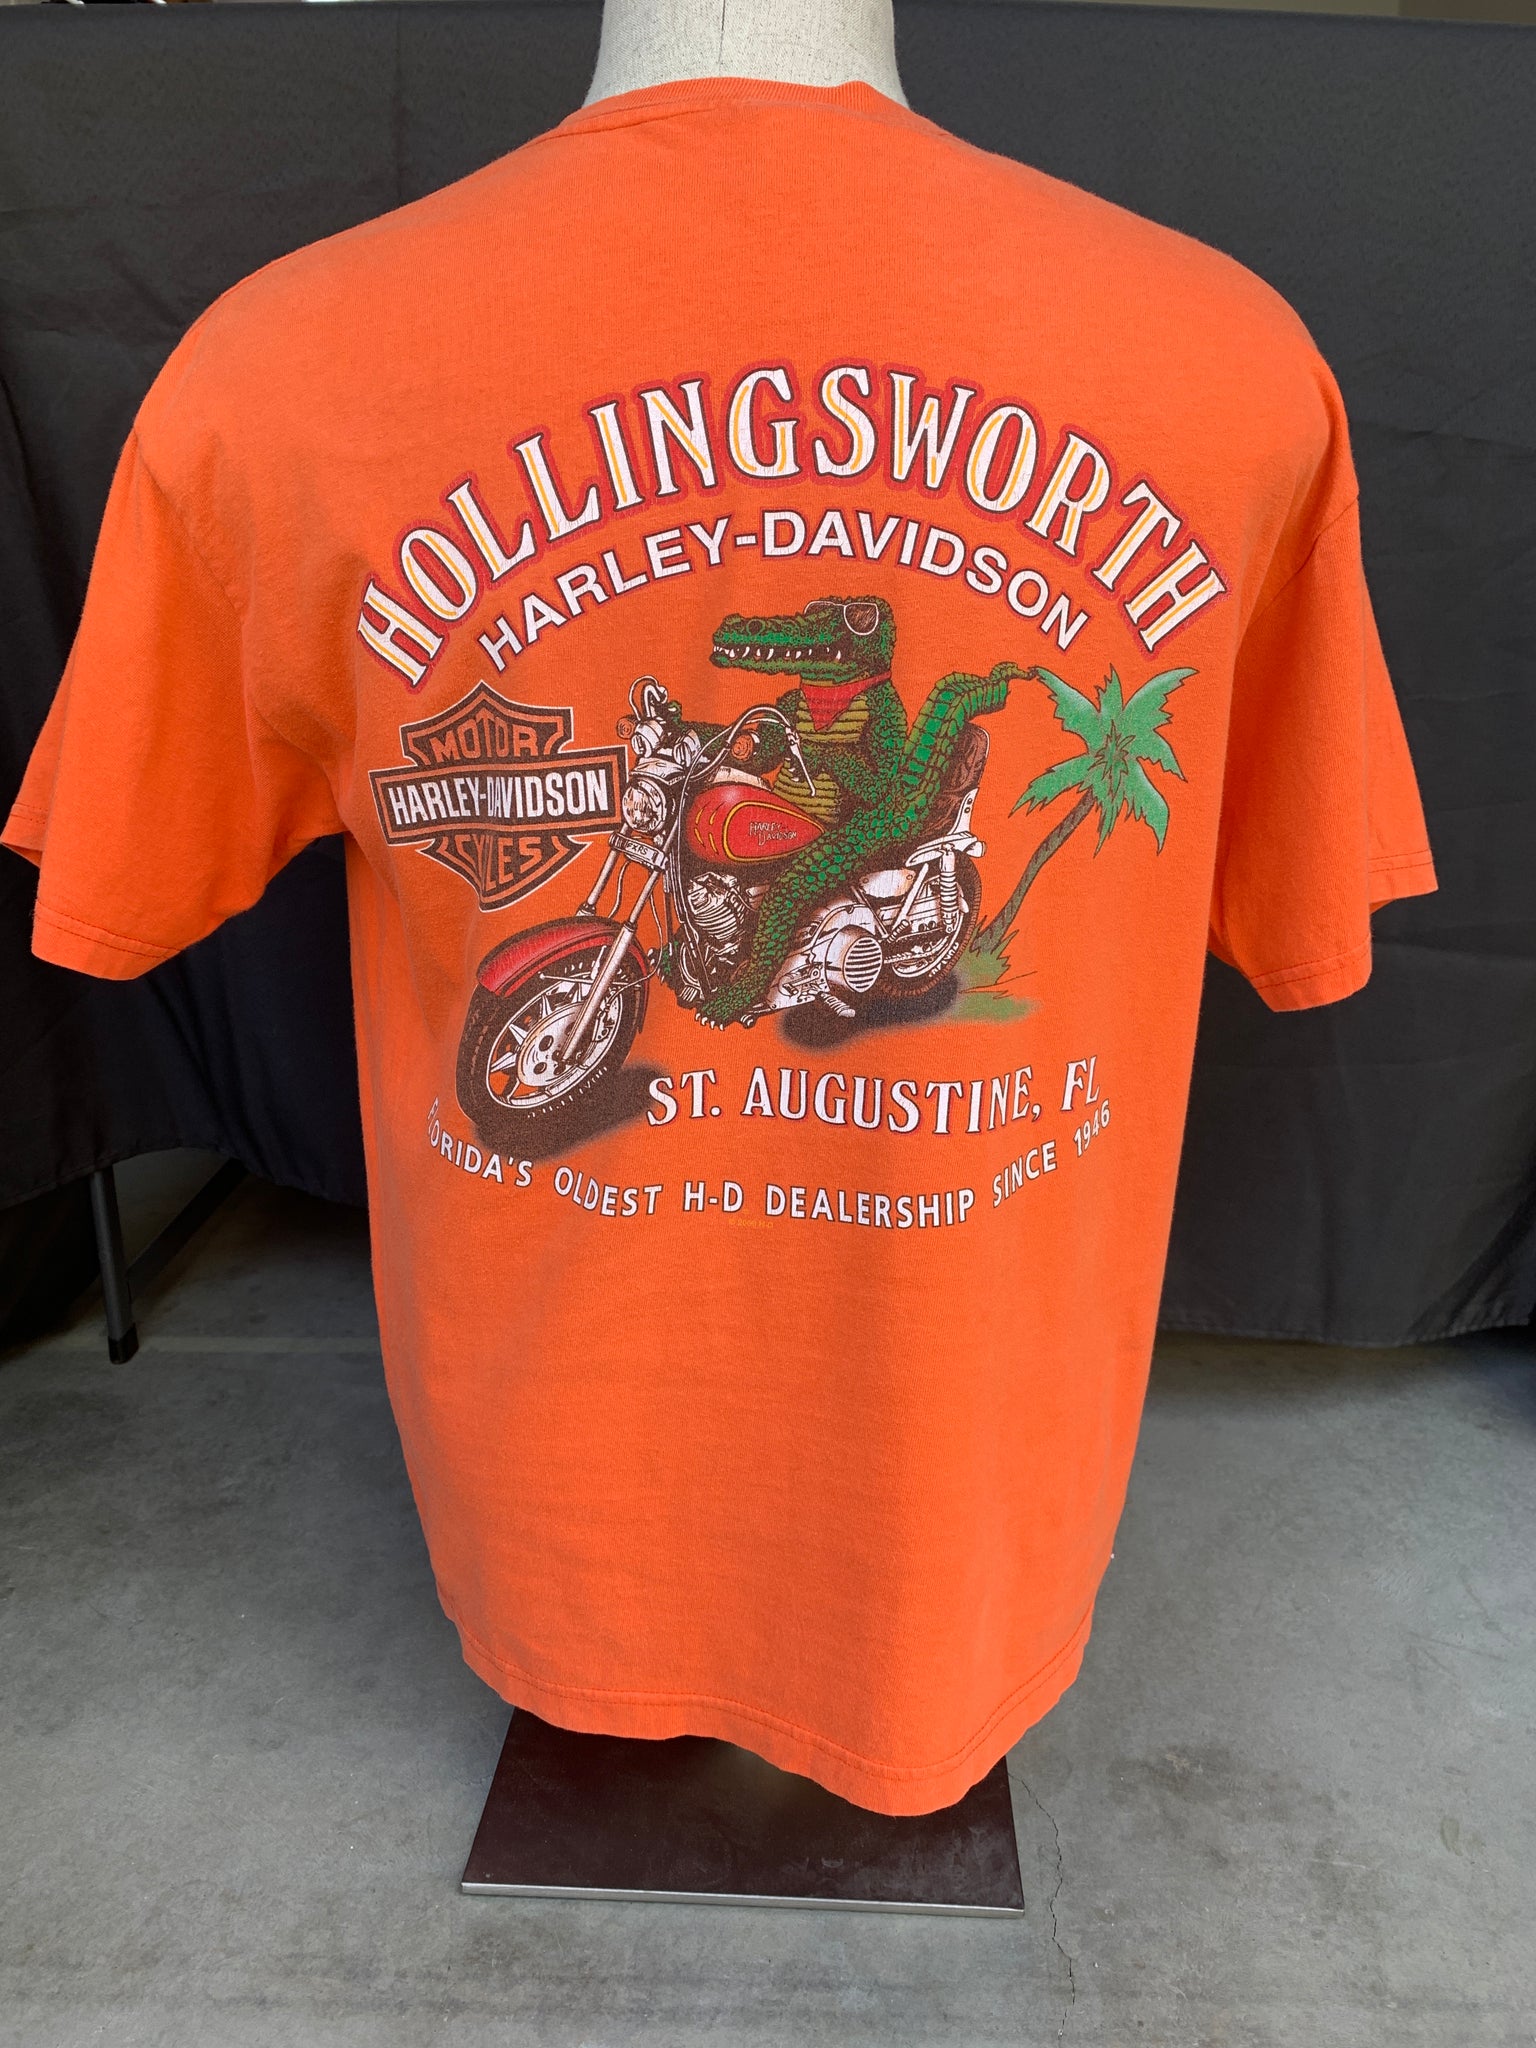 HOLLINGSWORTH
HARLEY-DAVIDSON
MOTOR
HARLEY-DAVIDSON
CYCLES
HARLEY
DAVIDSON
ST. AUGUSTINE, FL
FLORIDA'S OLDEST H-D DEALERSHIP SINCE 1946